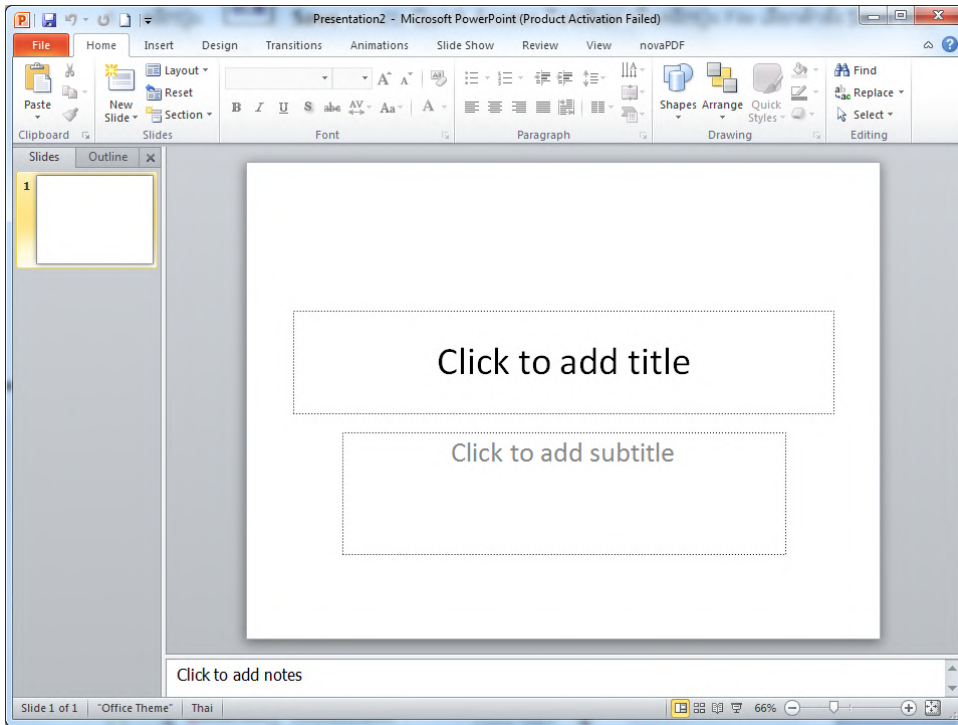 Presentation2 - Microsoft PowerPoint (Product Activation Failed)
File Home Insert Design Transitions Animations Slide Show Review View novaPDF
Paste
New Slide
Layout
Reset
Section
B I U S abc AV Aa A
Shapes Arrange Quick Styles
Find
Replace
Select
Clipboard Slides Font Paragraph Drawing Editing
Slides Outline
1
Click to add title
Click to add subtitle
Click to add notes
Slide 1 of 1 "Office Theme" Thai 66%